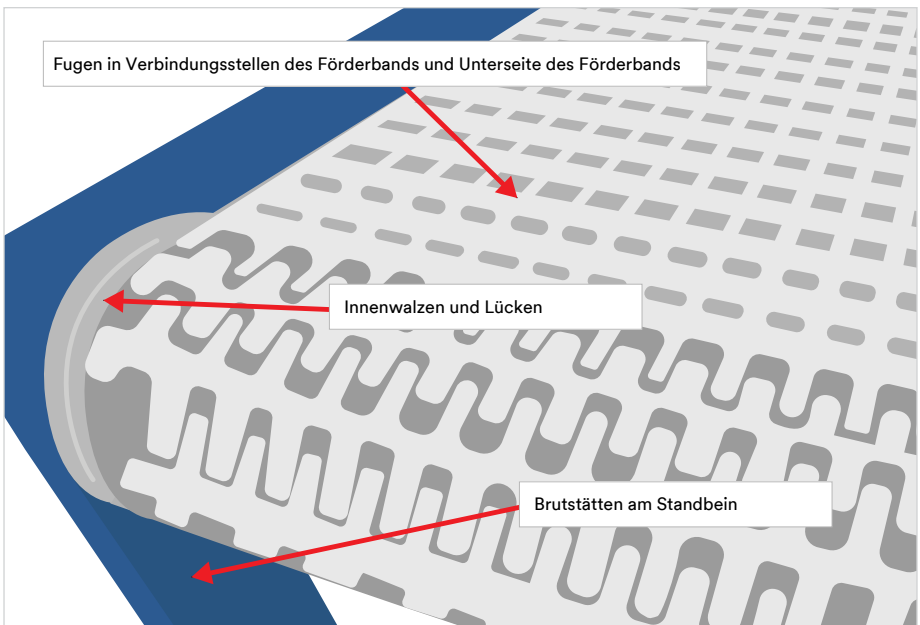 Fugen in Verbindungsstellen des Förderbands und Unterseite des Förderbands
Innenwalzen und Lücken
Brutstätten am Standbein